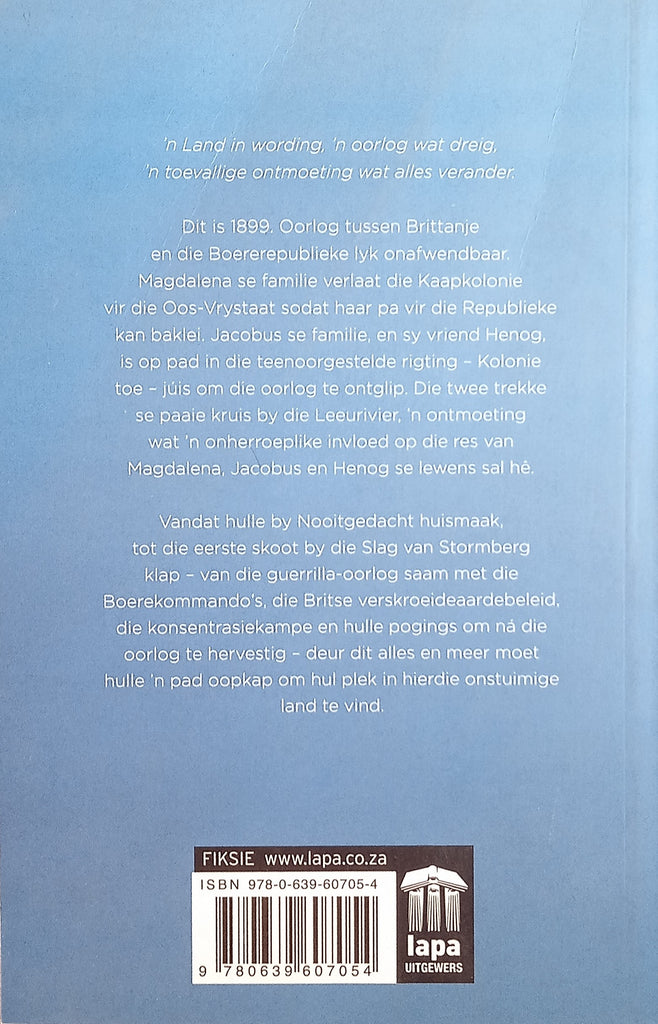 'n Land in wording, 'n oorlog wat dreig,
'n toevallige ontmoeting wat alles verander.
Dit is 1899. Oorlog tussen Brittanje
en die Boererepublieke lyk onafwendbaar.
Magdalena se familie verlaat die Kaapkolonie
vir die Oos-Vrystaat sodat haar pa vir die Republieke
kan baklei. Jacobus se familie, en sy vriend Henog,
is op pad in die teenoorgestelde rigting – Kolonie
toe – júis om die oorlog te ontglip. Die twee trekke
se paaie kruis by die Leeurivier, 'n ontmoeting
wat 'n onherroeplike invloed op die res van
Magdalena, Jacobus en Henog se lewens sal hê.
Vandat hulle by Nooitgedacht huismaak,
tot die eerste skoot by die Slag van Stormberg
klap – van die guerrilla-oorlog saam met die
Boerekommando's, die Britse verskroeideaardebeleid,
die konsentrasiekampe en hulle pogings om ná die
oorlog te hervestig – deur dit alles en meer moet
hulle 'n pad oopkap om hul plek in hierdie onstuimige
land te vind.
FIKSIE www.lapa.co.za
ISBN 978-0-639-60705-4
9 780639 607054
lapa
UITGEWERS